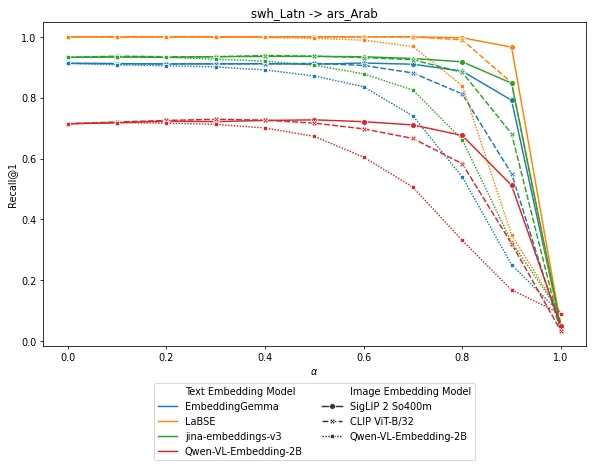 swh_Latn -> ars_Arab
1.0
0.8
0.6
0.4
0.2
0.0
Recall@1
0.0 0.2 0.4 0.6 0.8 1.0
α
Text Embedding Model
EmbeddingGemma
LaBSE
jina-embeddings-v3
Qwen-VL-Embedding-2B
Image Embedding Model
SigLIP 2 So400m
CLIP ViT-B/32
Qwen-VL-Embedding-2B